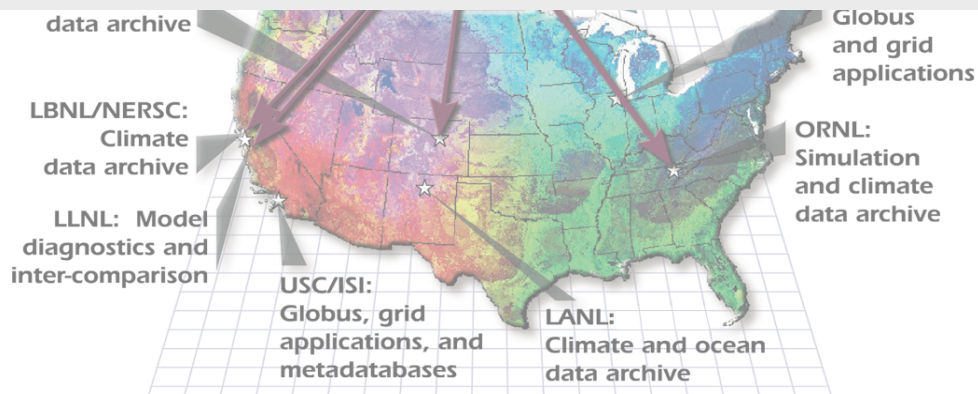 data archive
Globus
and grid
applications
LBNL/NERSC:
Climate
data archive
ORNL:
Simulation
and climate
data archive
LLNL: Model
diagnostics and
inter-comparison
USC/ISI:
Globus, grid
applications, and
metadatabases
LANL:
Climate and ocean
data archive